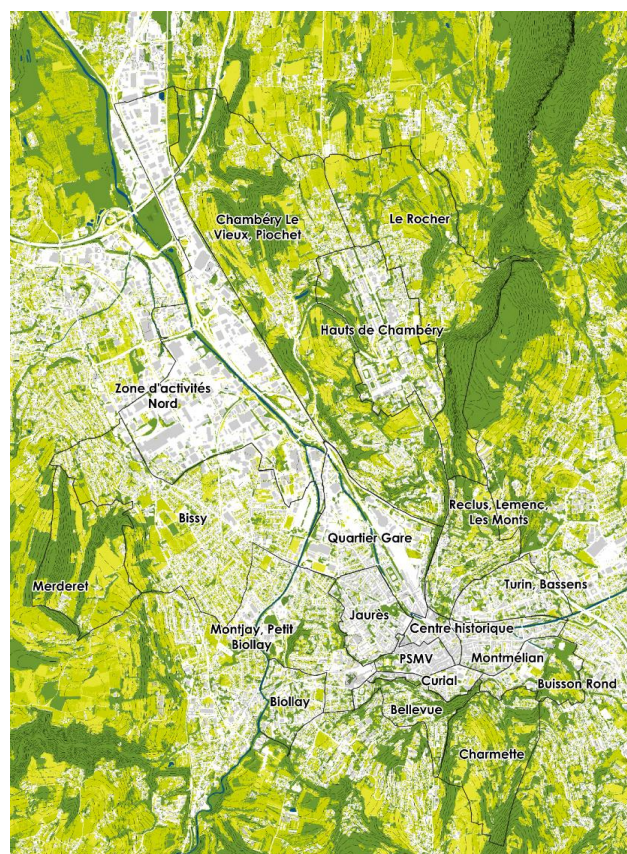 Chambéry Le
Vieux, Piochet
Le Rocher
Hauts de Chambéry
Zone d'activités
Nord
Reclus, Lemenc,
Les Monts
Bissy
Quartier Gare
Merderet
Turin, Bassens
Jaurès
Montjay, Petit
Biollay
Centre historique
PSMV
Montmélian
Curial
Buisson Rond
Biollay
Bellevue
Charmette